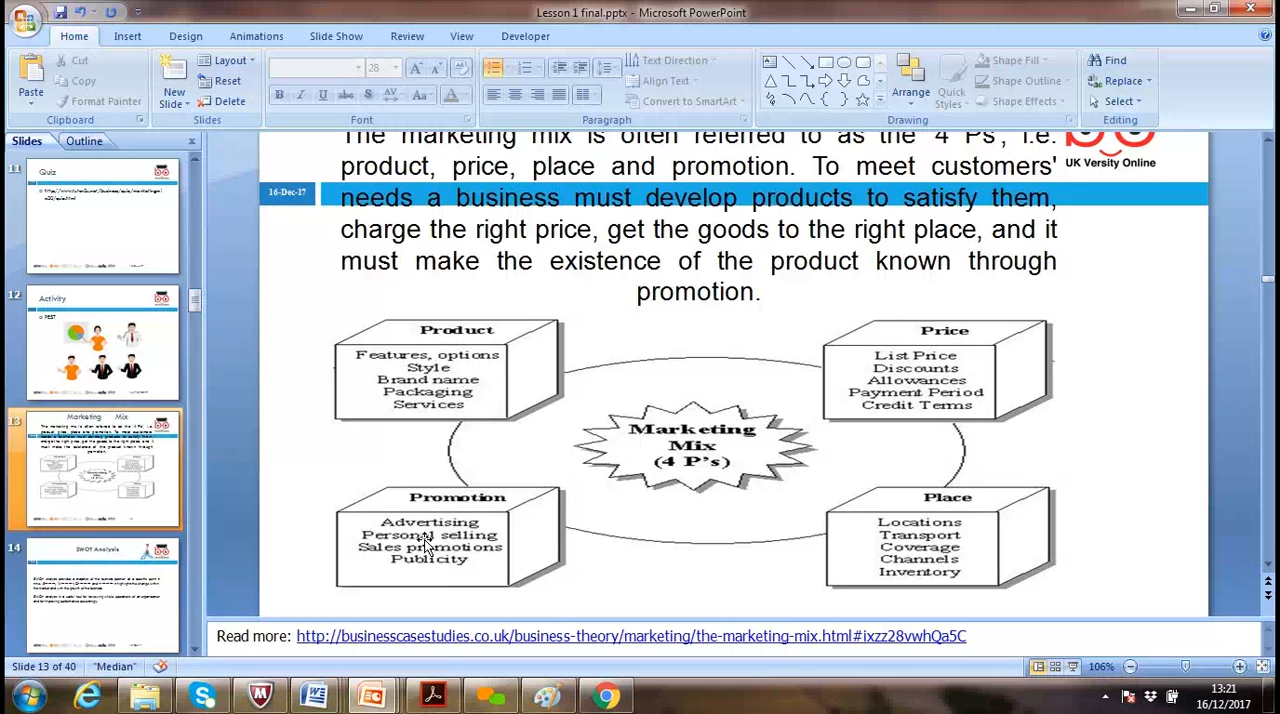 Lesson 1 final.pptx - Microsoft PowerPoint
Home Insert Design Animations Slide Show Review View Developer
Paste
Cut
Copy
Format Painter
Clipboard
New Slide
Layout
Reset
Delete
Slides
28
B I U abc S AV Aa A
Font
Text Direction
Align Text
Convert to SmartArt
Paragraph
Arrange
Quick Styles
Shape Fill
Shape Outline
Shape Effects
Drawing
Find
Replace
Select
Editing
Slides Outline
11
Quiz
12
Activity
PEST
13
Marketing Mix
14
SWOT Analysis
The marketing mix is often referred to as the '4 Ps', i.e.
product, price, place and promotion. To meet customers'
needs a business must develop products to satisfy them,
charge the right price, get the goods to the right place, and it
must make the existence of the product known through
promotion.
UK Versity Online
16-Dec-17
Product
Features, options
Style
Brand name
Packaging
Services
Price
List Price
Discounts
Allowances
Payment Period
Credit Terms
Marketing
Mix
(4 P's)
Promotion
Advertising
Personal selling
Sales promotions
Publicity
Place
Locations
Transport
Coverage
Channels
Inventory
Read more: http://businesscasestudies.co.uk/business-theory/marketing/the-marketing-mix.html#ixzz28vwhQa5C
Slide 13 of 40 "Median" 106%
13:21
16/12/2017